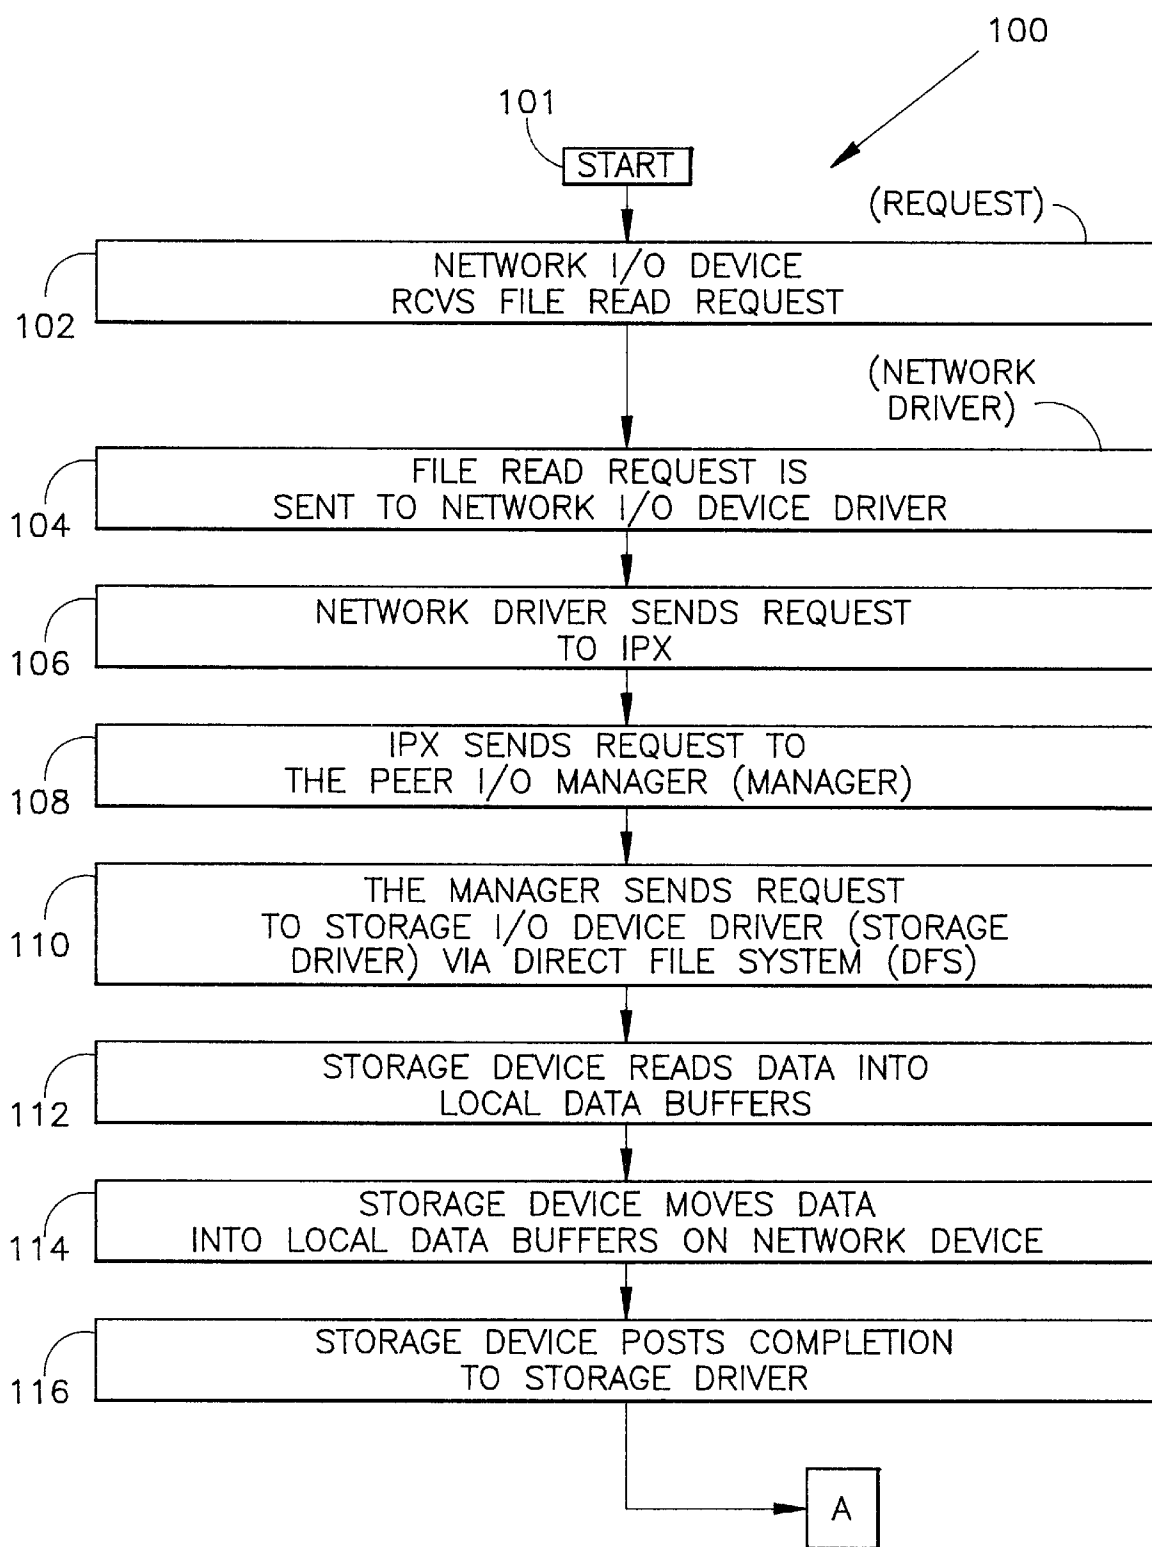 100
101
START
(REQUEST)
NETWORK I/O DEVICE
RCVS FILE READ REQUEST
102
(NETWORK
DRIVER)
FILE READ REQUEST IS
SENT TO NETWORK I/O DEVICE DRIVER
104
NETWORK DRIVER SENDS REQUEST
TO IPX
106
IPX SENDS REQUEST TO
THE PEER I/O MANAGER (MANAGER)
108
THE MANAGER SENDS REQUEST
TO STORAGE I/O DEVICE DRIVER (STORAGE
DRIVER) VIA DIRECT FILE SYSTEM (DFS)
110
STORAGE DEVICE READS DATA INTO
LOCAL DATA BUFFERS
112
STORAGE DEVICE MOVES DATA
INTO LOCAL DATA BUFFERS ON NETWORK DEVICE
114
STORAGE DEVICE POSTS COMPLETION
TO STORAGE DRIVER
116
A